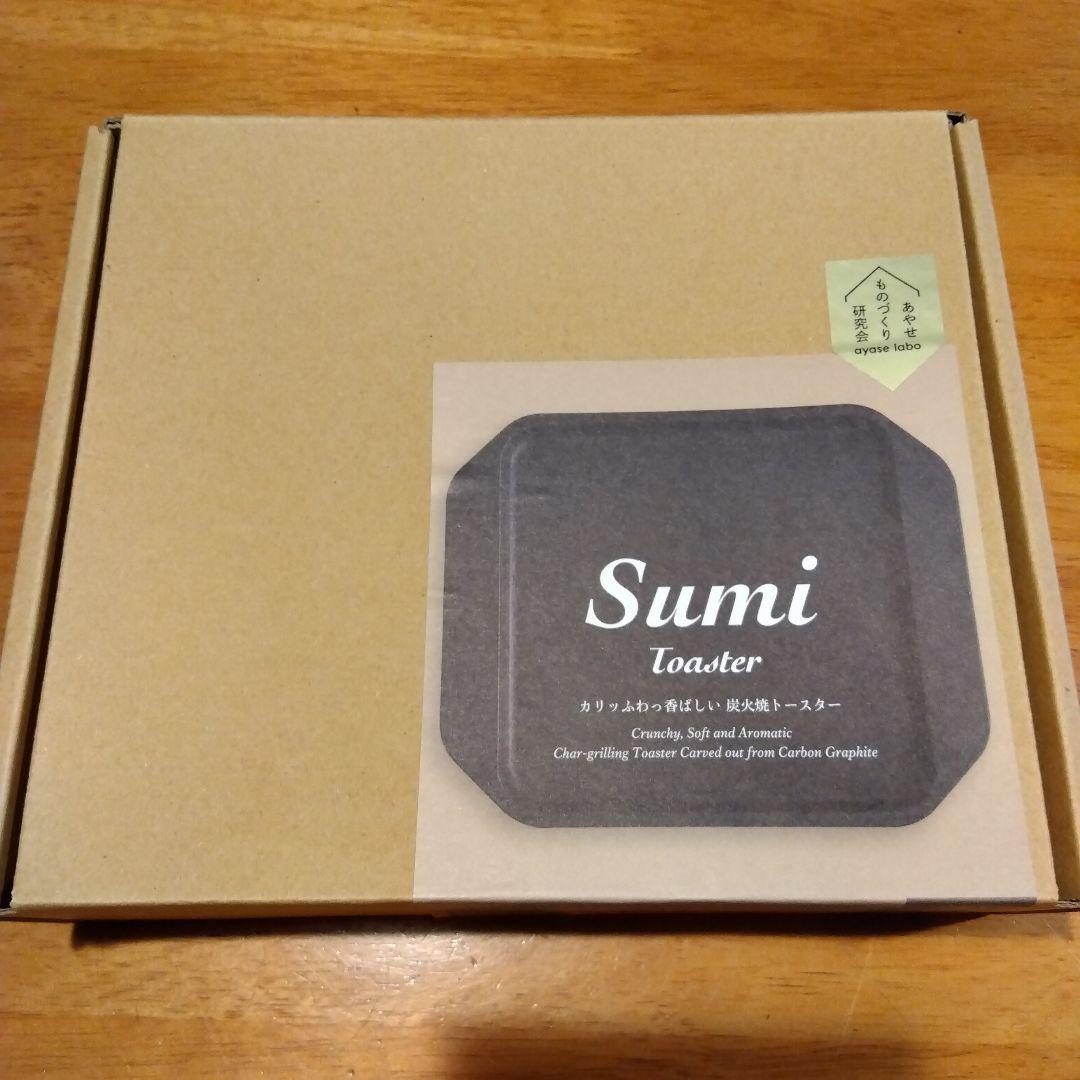 あやせ
ものづくり
研究会
ayase labo
Sumi
Toaster
カリッふわっ香ばしい 炭火焼トースター
Crunchy, Soft and Aromatic
Char-grilling Toaster Carved out from Carbon Graphite